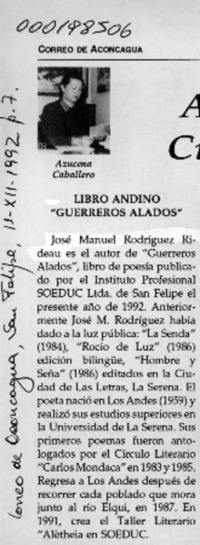 000198506
CORREO DE ACONCAGUA
Correo de Aconcagua, San Felipe, 11-XII-1992 p.7.
A
C
Azucena
Caballero
LIBRO ANDINO
"GUERREROS ALADOS"
José Manuel Rodríguez Ri-
deau es el autor de "Guerreros
Alados", libro de poesía publica-
do por el Instituto Profesional
SOEDUC Ltda. de San Felipe el
presente año de 1992. Anterior-
mente José M. Rodríguez había
dado a la luz pública: "La Senda"
(1984), "Rocío de Luz" (1986)
edición bilingüe, "Hombre y
Seña" (1986) editados en la Ciu-
dad de Las Letras, La Serena. El
poeta nació en Los Andes (1959) y
realizó sus estudios superiores en
la Universidad de La Serena. Sus
primeros poemas fueron anto-
logados por el Círculo Literario
"Carlos Mondaca" en 1983 y 1985.
Regresa a Los Andes después de
recorrer cada poblado que mora
junto al río Elqui, en 1987. En
1991, crea el Taller Literario
"Alètheia en SOEDUC.